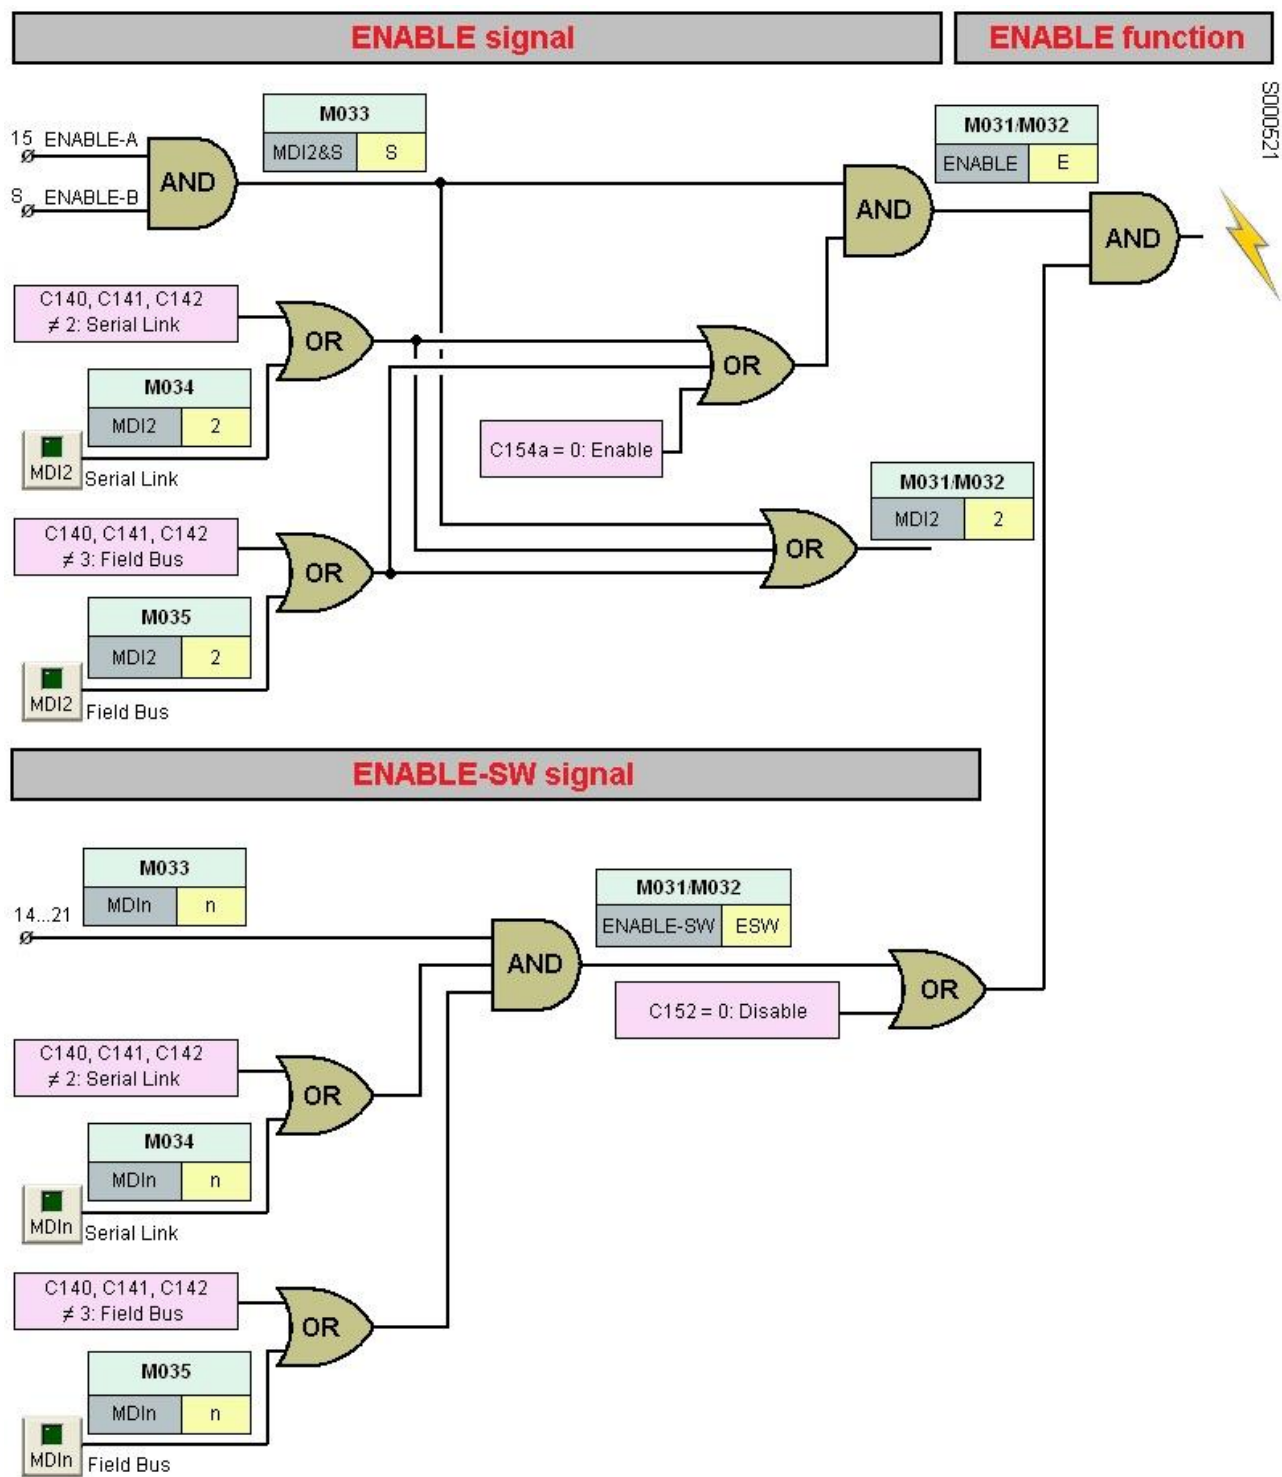 ENABLE signal
ENABLE function
S000521
M033
MDI2&S S
M031/M032
ENABLE E
15 ENABLE-A
S ENABLE-B
AND
AND
AND
C140, C141, C142
≠ 2: Serial Link
OR
OR
M034
MDI2 2
MDI2
Serial Link
C154a = 0: Enable
M031/M032
MDI2 2
C140, C141, C142
≠ 3: Field Bus
OR
OR
M035
MDI2 2
MDI2
Field Bus
ENABLE-SW signal
M033
MDIn n
14...21
M031/M032
ENABLE-SW ESW
AND
OR
C152 = 0: Disable
C140, C141, C142
≠ 2: Serial Link
OR
M034
MDIn n
MDIn
Serial Link
C140, C141, C142
≠ 3: Field Bus
OR
M035
MDIn n
MDIn
Field Bus